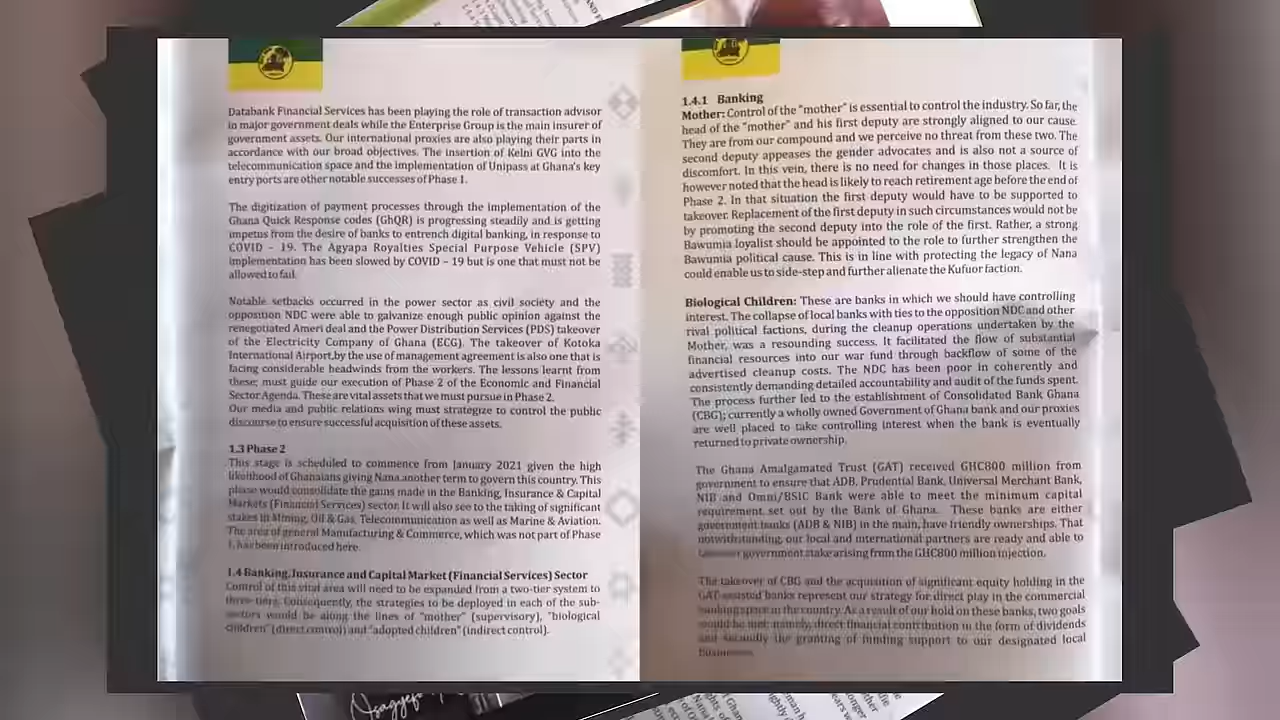 Databank Financial Services has been playing the role of transaction advisor
in major government deals while the Enterprise Group is the main insurer of
government assets. Our international proxies are also playing their parts in
accordance with our broad objectives. The insertion of Kelni GVG into the
telecommunication space and the implementation of Unipass at Ghana's key
entry ports are other notable successes of Phase 1.
The digitization of payment processes through the implementation of the
Ghana Quick Response codes (GhQR) is progressing steadily and is getting
impetus from the desire of banks to entrench digital banking, in response to
COVID – 19. The Agyapa Royalties Special Purpose Vehicle (SPV)
implementation has been slowed by COVID – 19 but is one that must not be
allowed to fail.
Notable setbacks occurred in the power sector as civil society and the
opposition NDC were able to galvanize enough public opinion against the
renegotiated Ameri deal and the Power Distribution Services (PDS) takeover
of the Electricity Company of Ghana (ECG). The takeover of Kotoka
International Airport,by the use of management agreement is also one that is
facing considerable headwinds from the workers. The lessons learnt from
these; must guide our execution of Phase 2 of the Economic and Financial
Sector Agenda. These are vital assets that we must pursue in Phase 2.
Our media and public relations wing must strategize to control the public
discourse to ensure successful acquisition of these assets.
1.3 Phase 2
This stage is scheduled to commence from January 2021 given the high
likelihood of Ghanaians giving Nana another term to govern this country. This
phase would consolidate the gains made in the Banking, Insurance & Capital
Markets (Financial Services) sector. It will also see to the taking of significant
stakes in Mining, Oil & Gas, Telecommunication as well as Marine & Aviation.
The area of general Manufacturing & Commerce, which was not part of Phase
1, has been introduced here.
1.4 Banking, Insurance and Capital Market (Financial Services) Sector
Control of this vital area will need to be expanded from a two-tier system to
three-tiers. Consequently, the strategies to be deployed in each of the sub-
sectors would be along the lines of "mother" (supervisory), "biological
children" (direct control) and "adopted children" (indirect control).
1.4.1 Banking
Mother: Control of the "mother" is essential to control the industry. So far, the
head of the "mother" and his first deputy are strongly aligned to our cause.
They are from our compound and we perceive no threat from these two. The
second deputy appeases the gender advocates and is also not a source of
discomfort. In this vein, there is no need for changes in those places. It is
however noted that the head is likely to reach retirement age before the end of
Phase 2. In that situation the first deputy would have to be supported to
takeover. Replacement of the first deputy in such circumstances would not be
by promoting the second deputy into the role of the first. Rather, a strong
Bawumia loyalist should be appointed to the role to further strengthen the
Bawumia political cause. This is in line with protecting the legacy of Nana
could enable us to side-step and further alienate the Kufuor faction.
Biological Children: These are banks in which we should have controlling
interest. The collapse of local banks with ties to the opposition NDC and other
rival political factions, during the cleanup operations undertaken by the
Mother, was a resounding success. It facilitated the flow of substantial
financial resources into our war fund through backflow of some of the
advertised cleanup costs. The NDC has been poor in coherently and
consistently demanding detailed accountability and audit of the funds spent.
The process further led to the establishment of Consolidated Bank Ghana
(CBG); currently a wholly owned Government of Ghana bank and our proxies
are well placed to take controlling interest when the bank is eventually
returned to private ownership.
The Ghana Amalgamated Trust (GAT) received GHC800 million from
government to ensure that ADB, Prudential Bank, Universal Merchant Bank,
NIB and Omni/BSIC Bank were able to meet the minimum capital
requirement set out by the Bank of Ghana. These banks are either
government banks (ADB & NIB) in the main, have friendly ownerships. That
notwithstanding, our local and international partners are ready and able to
takeover government stake arising from the GHC800 million injection.
The takeover of CBG and the acquisition of significant equity holding in the
GAT-assisted banks represent our strategy for direct play in the commercial
banking space in the country. As a result of our hold on these banks, two goals
would be met; namely, direct financial contribution in the form of dividends
and secondly the granting of funding support to our designated local
businesses.